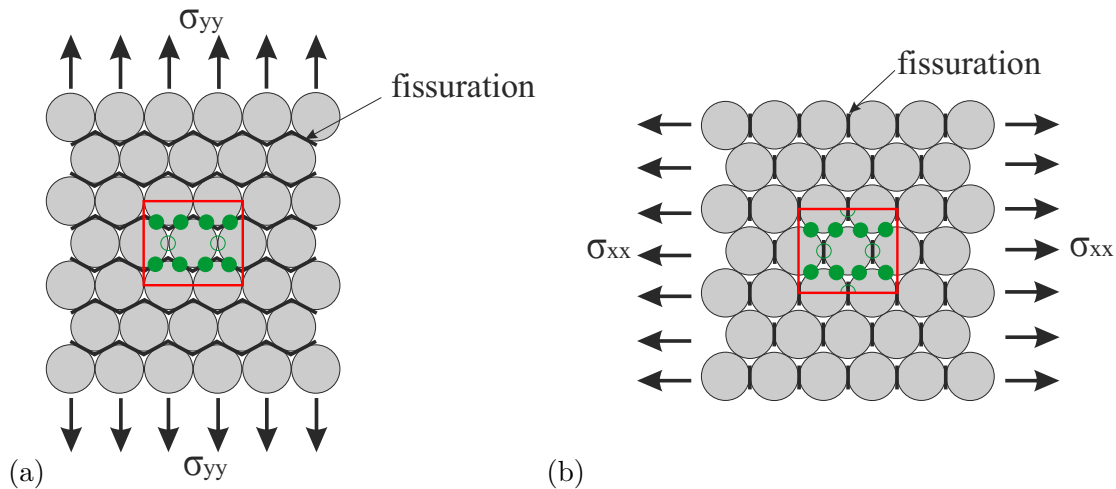 σyy
fissuration
σyy
(a)
fissuration
σxx
σxx
(b)